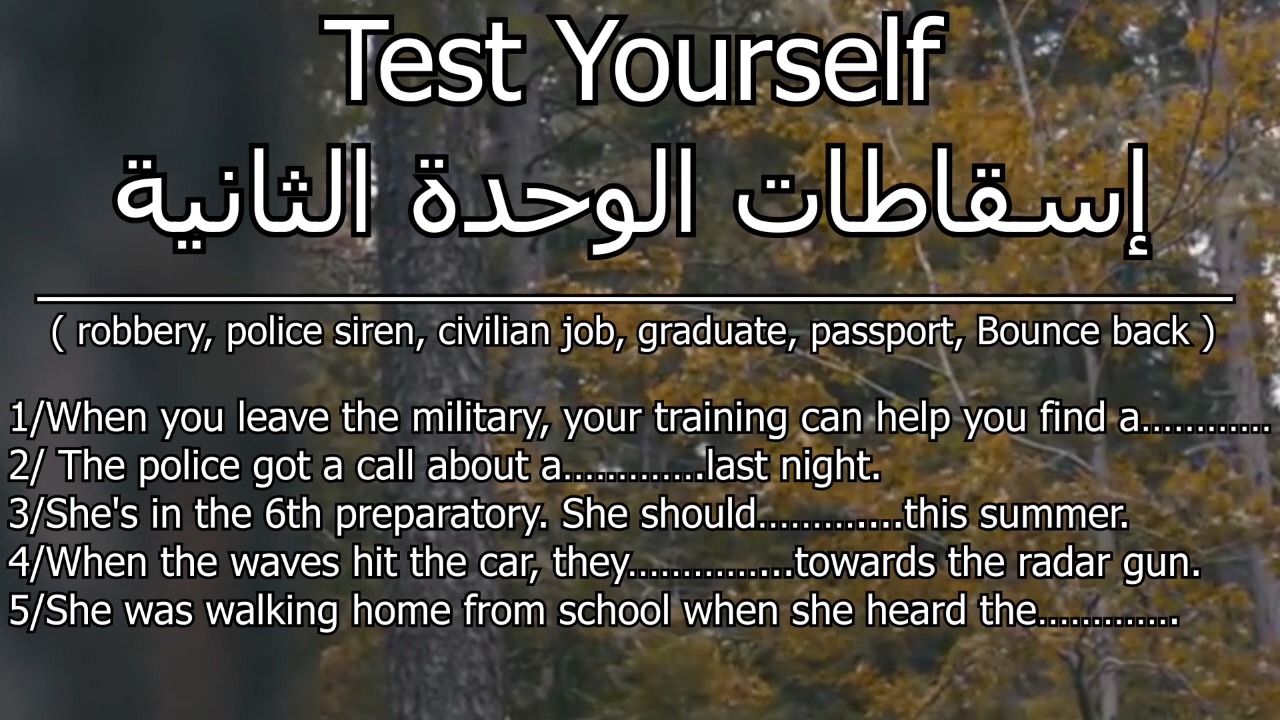 Test Yourself
إسقاطات الوحدة الثانية
( robbery, police siren, civilian job, graduate, passport, Bounce back )
1/When you leave the military, your training can help you find a............
2/ The police got a call about a.............last night.
3/She's in the 6th preparatory. She should.............this summer.
4/When the waves hit the car, they...............towards the radar gun.
5/She was walking home from school when she heard the.............